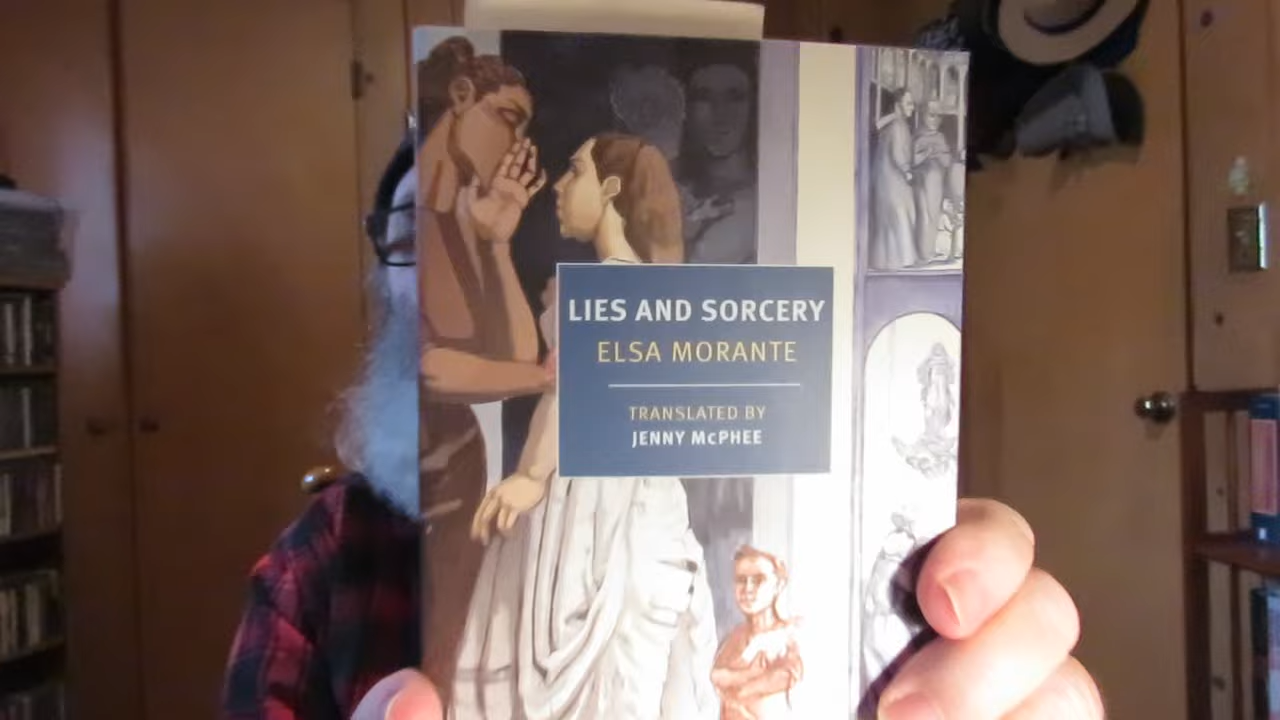 LIES AND SORCERY
ELSA MORANTE
TRANSLATED BY
JENNY McPHEE